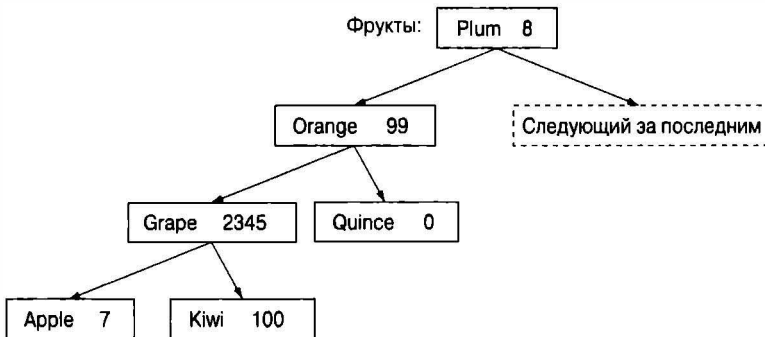 Фрукты: Plum 8
Orange 99
Следующий за последним
Grape 2345
Quince 0
Apple 7
Kiwi 100